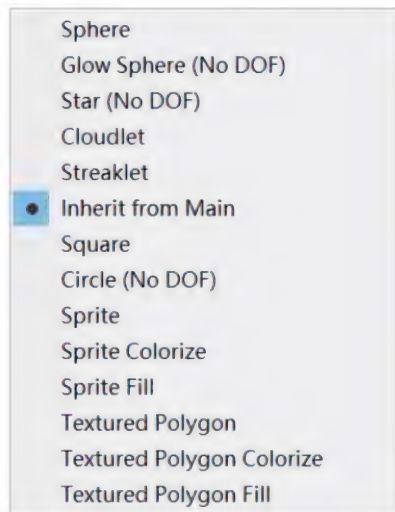 Sphere
Glow Sphere (No DOF)
Star (No DOF)
Cloudlet
Streaklet
Inherit from Main
Square
Circle (No DOF)
Sprite
Sprite Colorize
Sprite Fill
Textured Polygon
Textured Polygon Colorize
Textured Polygon Fill